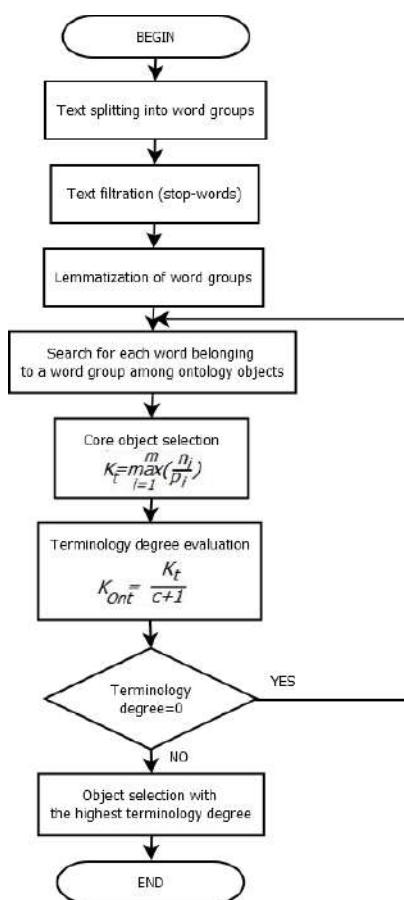 BEGIN
Text splitting into word groups
Text filtration (stop-words)
Lemmatization of word groups
Search for each word belonging
to a word group among ontology objects
Core object selection
K_t=max_{i=1}^{m}(n_i/p_i)
Terminology degree evaluation
K_{Ont}= K_t/(c+1)
Terminology
degree=0
YES
NO
Object selection with
the highest terminology degree
END